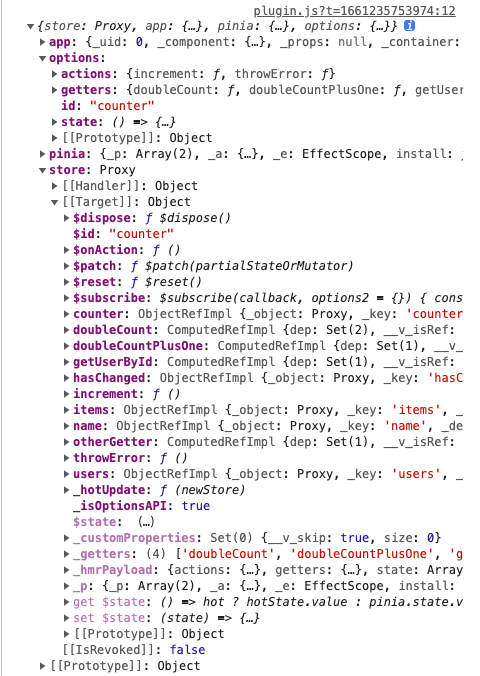 plugin.js?t=1661235753974:12
{store: Proxy, app: {…}, pinia: {…}, options: {…}} i
app: {_uid: 0, _component: {…}, _props: null, _container:
options:
actions: {increment: ƒ, throwError: ƒ}
getters: {doubleCount: ƒ, doubleCountPlusOne: ƒ, getUser
id: "counter"
state: () => {…}
[[Prototype]]: Object
pinia: {_p: Array(2), _a: {…}, _e: EffectScope, install:
store: Proxy
[[Handler]]: Object
[[Target]]: Object
$dispose: ƒ $dispose()
$id: "counter"
$onAction: ƒ ()
$patch: ƒ $patch(partialStateOrMutator)
$reset: ƒ $reset()
$subscribe: $subscribe(callback, options2 = {}) { cons
counter: ObjectRefImpl {_object: Proxy, _key: 'counter
doubleCount: ComputedRefImpl {dep: Set(2), __v_isRef:
doubleCountPlusOne: ComputedRefImpl {dep: Set(1), __v_
getUserById: ComputedRefImpl {dep: Set(1), __v_isRef:
hasChanged: ObjectRefImpl {_object: Proxy, _key: 'hasC
increment: ƒ ()
items: ObjectRefImpl {_object: Proxy, _key: 'items', _
name: ObjectRefImpl {_object: Proxy, _key: 'name', _de
otherGetter: ComputedRefImpl {dep: Set(1), __v_isRef:
throwError: ƒ ()
users: ObjectRefImpl {_object: Proxy, _key: 'users', _
_hotUpdate: ƒ (newStore)
_isOptionsAPI: true
$state: (…)
_customProperties: Set(0) {__v_skip: true, size: 0}
_getters: (4) ['doubleCount', 'doubleCountPlusOne', 'g
_hmrPayload: {actions: {…}, getters: {…}, state: Array
_p: {_p: Array(2), _a: {…}, _e: EffectScope, install:
get $state: () => hot ? hotState.value : pinia.state.v
set $state: (state) => {…}
[[Prototype]]: Object
[[IsRevoked]]: false
[[Prototype]]: Object